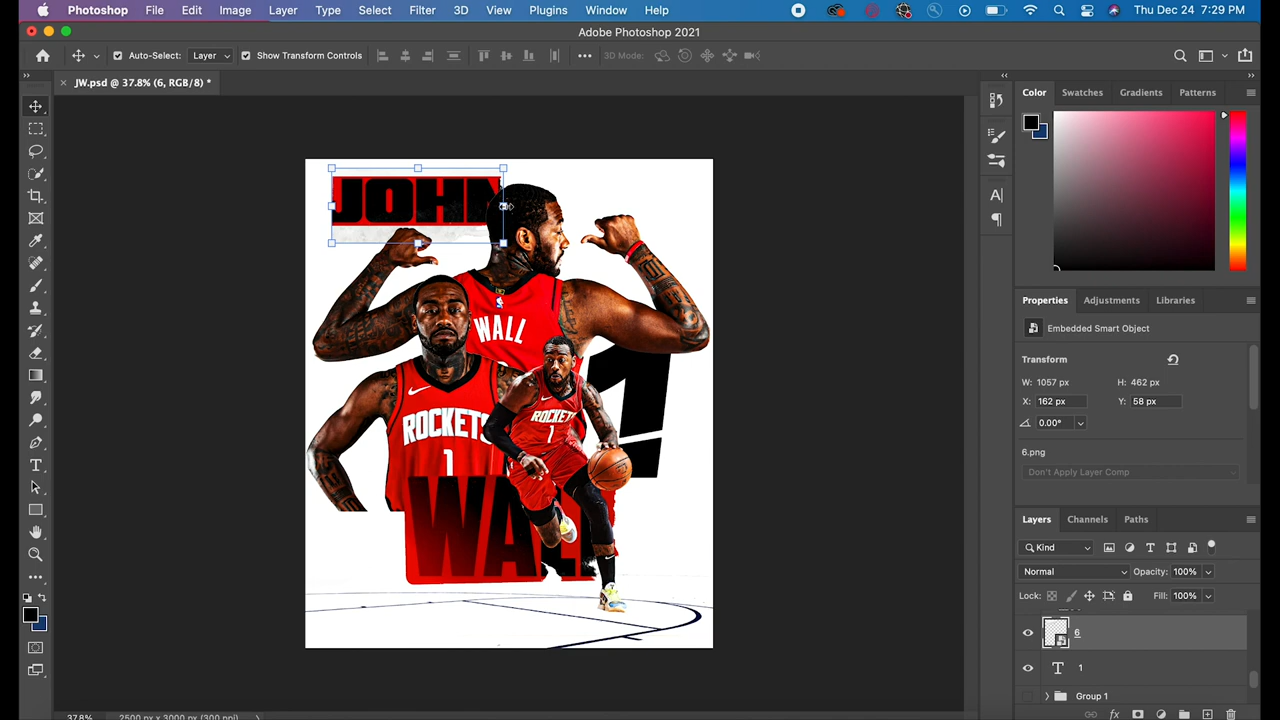 Photoshop File Edit Image Layer Type Select Filter 3D View Plugins Window Help Thu Dec 24 7:29 PM
Adobe Photoshop 2021
Auto-Select: Layer Show Transform Controls 3D Mode:
JW.psd @ 37.8% (6, RGB/8) *
Color Swatches Gradients Patterns
JOHN
WALL
ROCKETS
1
ROCKETS
1
1
WALL
Properties Adjustments Libraries
Embedded Smart Object
Transform
W: 1057 px H: 462 px
X: 162 px Y: 58 px
0.00°
6.png
Don't Apply Layer Comp
Layers Channels Paths
Kind
Normal Opacity: 100%
Lock: Fill: 100%
6
T 1
Group 1
37.8% 2500 px x 3000 px (300 ppi)
fx